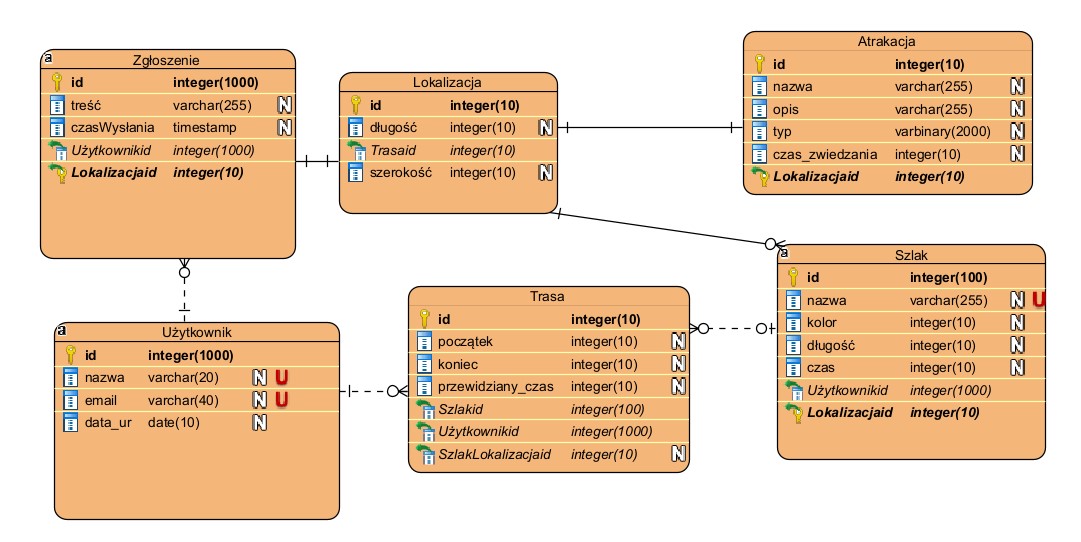 a
Zgłoszenie
id integer(1000)
treść varchar(255) N
czasWysłania timestamp N
Użytkownikid integer(1000)
Lokalizacjaid integer(10)
Lokalizacja
id integer(10)
długość integer(10) N
Trasaid integer(10)
szerokość integer(10) N
Atrakacja
id integer(10)
nazwa varchar(255) N
opis varchar(255) N
typ varbinary(2000) N
czas_zwiedzania integer(10) N
Lokalizacjaid integer(10)
a
Użytkownik
id integer(1000)
nazwa varchar(20) N U
email varchar(40) N U
data_ur date(10) N
Trasa
id integer(10)
początek integer(10) N
koniec integer(10) N
przewidziany_czas integer(10) N
Szlakid integer(100)
Użytkownikid integer(1000)
SzlakLokalizacjaid integer(10) N
a
Szlak
id integer(100)
nazwa varchar(255) N U
kolor integer(10) N
długość integer(10) N
czas integer(10) N
Użytkownikid integer(1000)
Lokalizacjaid integer(10)